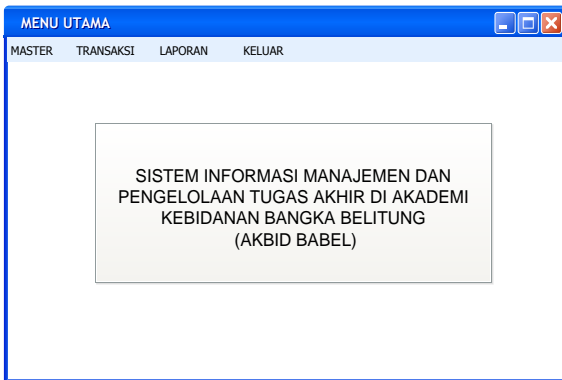 MENU UTAMA
MASTER TRANSAKSI LAPORAN KELUAR
SISTEM INFORMASI MANAJEMEN DAN
PENGELOLAAN TUGAS AKHIR DI AKADEMI
KEBIDANAN BANGKA BELITUNG
(AKBID BABEL)